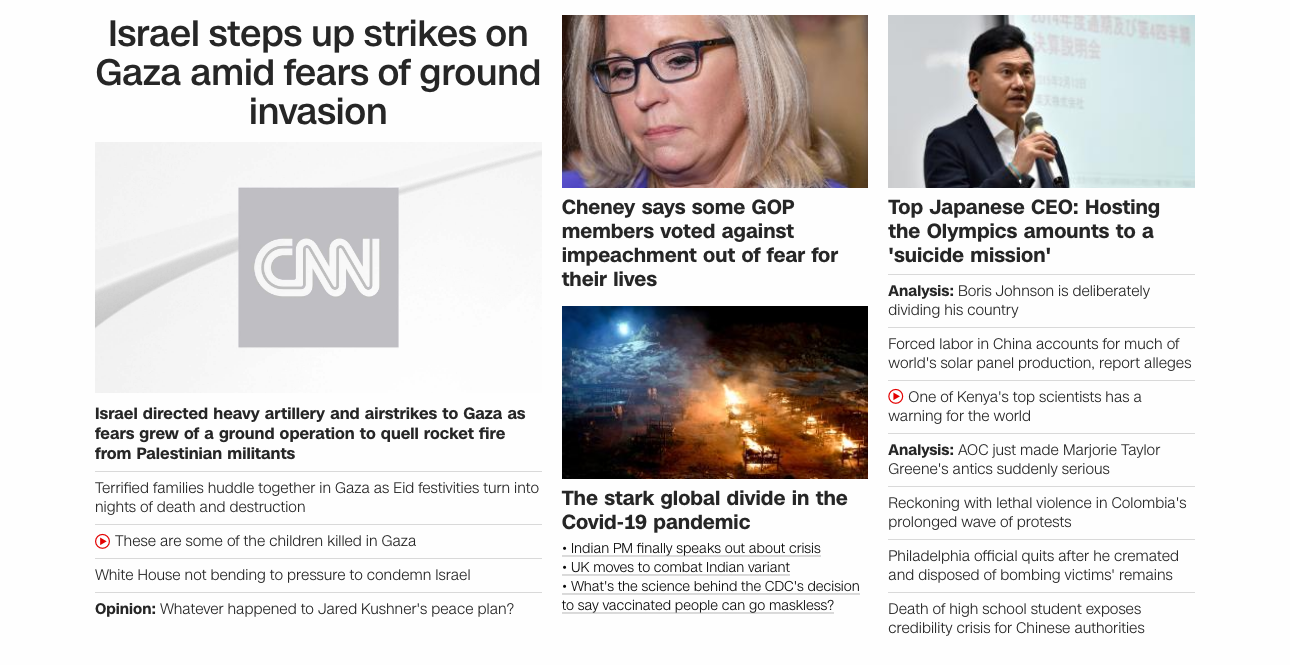 Israel steps up strikes on
Gaza amid fears of ground
invasion
CNN
Israel directed heavy artillery and airstrikes to Gaza as
fears grew of a ground operation to quell rocket fire
from Palestinian militants
Terrified families huddle together in Gaza as Eid festivities turn into
nights of death and destruction
These are some of the children killed in Gaza
White House not bending to pressure to condemn Israel
Opinion: Whatever happened to Jared Kushner's peace plan?
Cheney says some GOP
members voted against
impeachment out of fear for
their lives
The stark global divide in the
Covid-19 pandemic
• Indian PM finally speaks out about crisis
• UK moves to combat Indian variant
• What's the science behind the CDC's decision
to say vaccinated people can go maskless?
Top Japanese CEO: Hosting
the Olympics amounts to a
'suicide mission'
Analysis: Boris Johnson is deliberately
dividing his country
Forced labor in China accounts for much of
world's solar panel production, report alleges
One of Kenya's top scientists has a
warning for the world
Analysis: AOC just made Marjorie Taylor
Greene's antics suddenly serious
Reckoning with lethal violence in Colombia's
prolonged wave of protests
Philadelphia official quits after he cremated
and disposed of bombing victims' remains
Death of high school student exposes
credibility crisis for Chinese authorities